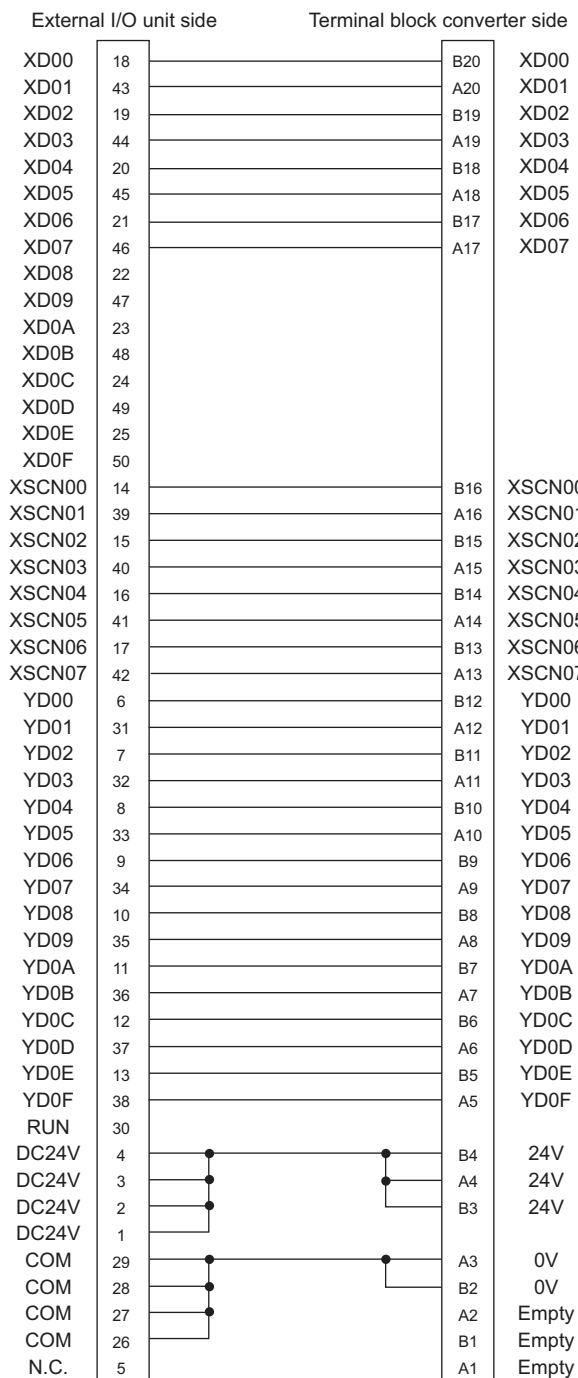 External I/O unit side Terminal block converter side
XD00 18 B20 XD00
XD01 43 A20 XD01
XD02 19 B19 XD02
XD03 44 A19 XD03
XD04 20 B18 XD04
XD05 45 A18 XD05
XD06 21 B17 XD06
XD07 46 A17 XD07
XD08 22
XD09 47
XD0A 23
XD0B 48
XD0C 24
XD0D 49
XD0E 25
XD0F 50
XSCN00 14 B16 XSCN00
XSCN01 39 A16 XSCN01
XSCN02 15 B15 XSCN02
XSCN03 40 A15 XSCN03
XSCN04 16 B14 XSCN04
XSCN05 41 A14 XSCN05
XSCN06 17 B13 XSCN06
XSCN07 42 A13 XSCN07
YD00 6 B12 YD00
YD01 31 A12 YD01
YD02 7 B11 YD02
YD03 32 A11 YD03
YD04 8 B10 YD04
YD05 33 A10 YD05
YD06 9 B9 YD06
YD07 34 A9 YD07
YD08 10 B8 YD08
YD09 35 A8 YD09
YD0A 11 B7 YD0A
YD0B 36 A7 YD0B
YD0C 12 B6 YD0C
YD0D 37 A6 YD0D
YD0E 13 B5 YD0E
YD0F 38 A5 YD0F
RUN 30
DC24V 4 B4 24V
DC24V 3 A4 24V
DC24V 2 B3 24V
DC24V 1
COM 29 A3 0V
COM 28 B2 0V
COM 27 A2 Empty
COM 26 B1 Empty
N.C. 5 A1 Empty